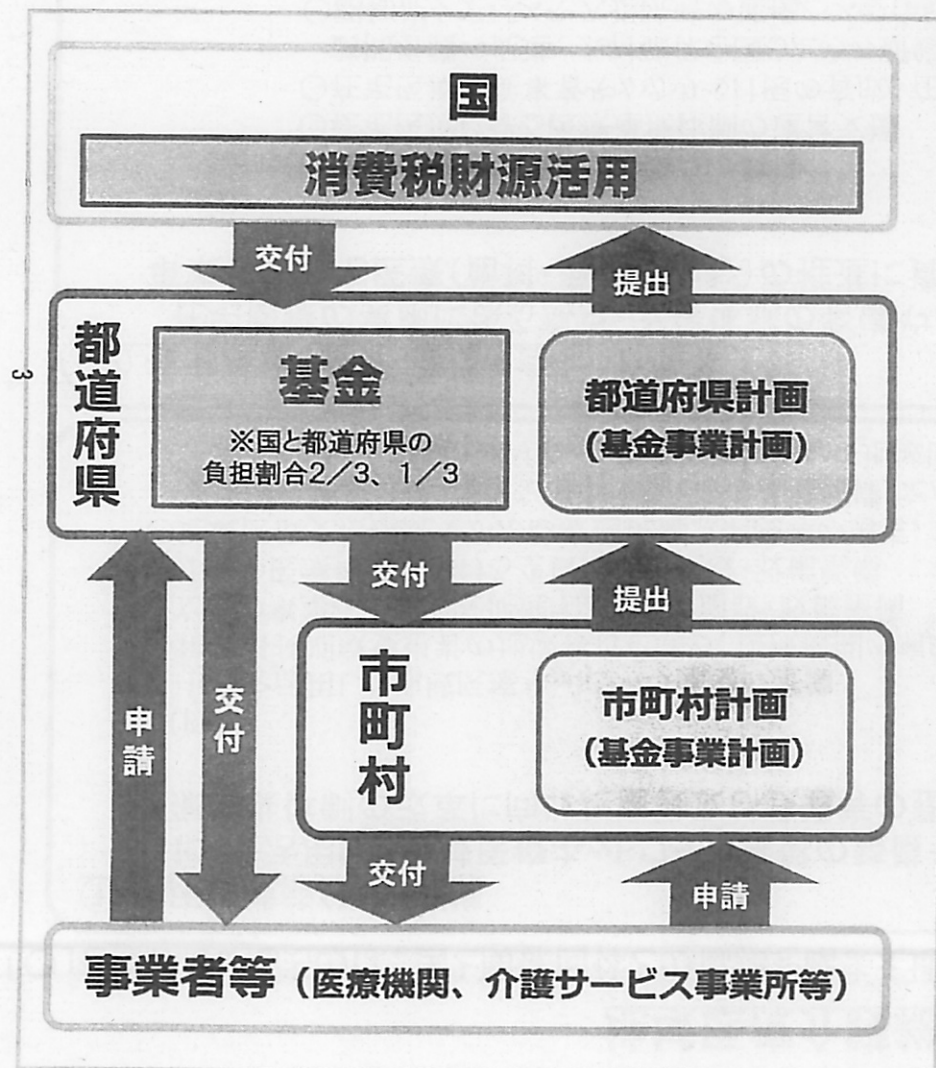 国
消費税財源活用
交付
提出
都道府県
基金
※国と都道府県の
負担割合2/3、1/3
都道府県計画
(基金事業計画)
3
交付
提出
申請
交付
市町村
市町村計画
(基金事業計画)
交付
申請
事業者等(医療機関、介護サービス事業所等)